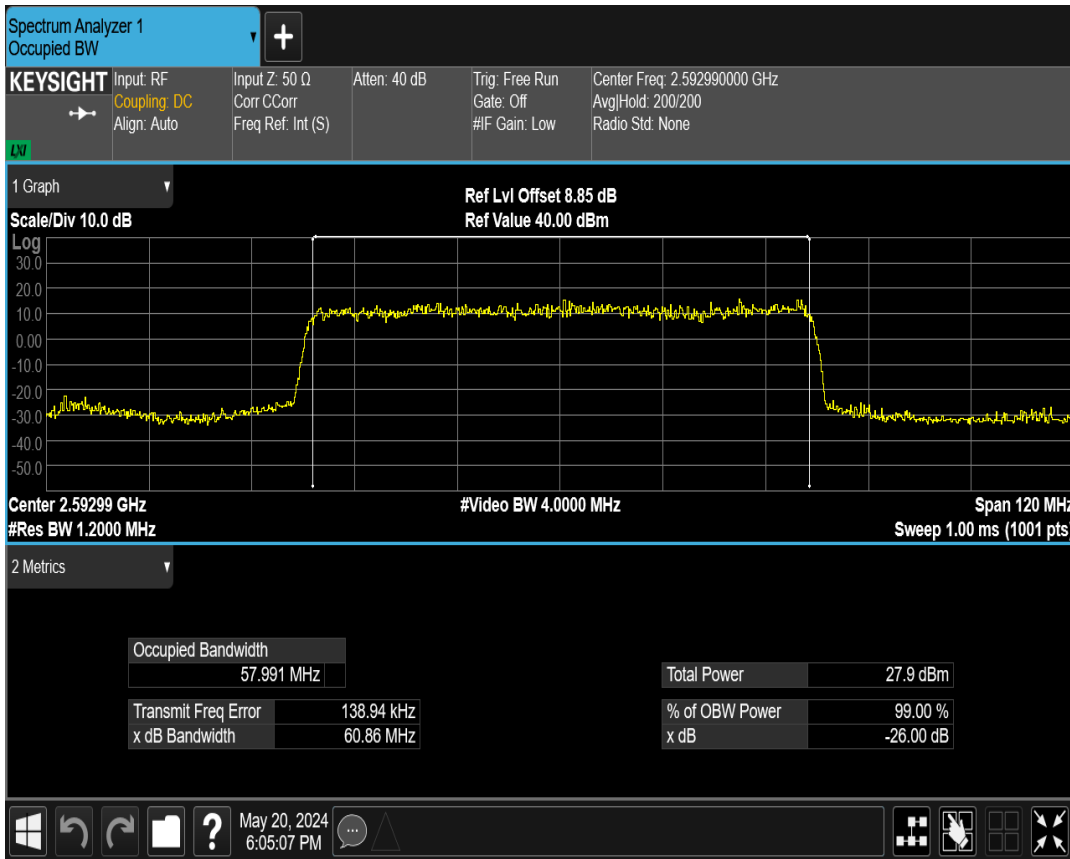 Spectrum Analyzer 1
Occupied BW
KEYSIGHT
LXI
Input: RF
Coupling: DC
Align: Auto
Input Z: 50 Ω
Corr CCorr
Freq Ref: Int (S)
Atten: 40 dB
Trig: Free Run
Gate: Off
#IF Gain: Low
Center Freq: 2.592990000 GHz
Avg|Hold: 200/200
Radio Std: None
1 Graph
Scale/Div 10.0 dB
Ref Lvl Offset 8.85 dB
Ref Value 40.00 dBm
Log
30.0
20.0
10.0
0.00
-10.0
-20.0
-30.0
-40.0
-50.0
Center 2.59299 GHz
#Video BW 4.0000 MHz
Span 120 MHz
#Res BW 1.2000 MHz
Sweep 1.00 ms (1001 pts)
2 Metrics
Occupied Bandwidth
57.991 MHz
Transmit Freq Error 138.94 kHz
x dB Bandwidth 60.86 MHz
Total Power 27.9 dBm
% of OBW Power 99.00 %
x dB -26.00 dB
?
May 20, 2024
6:05:07 PM